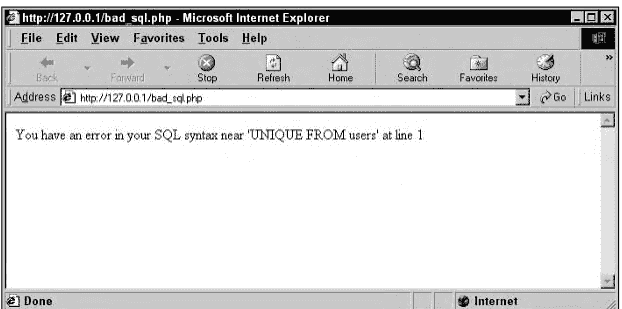 http://127.0.0.1/bad_sql.php - Microsoft Internet Explorer
File Edit View Favorites Tools Help
Back Forward Stop Refresh Home Search Favorites History »
Address http://127.0.0.1/bad_sql.php Go Links
You have an error in your SQL syntax near 'UNIQUE FROM users' at line 1
Done Internet